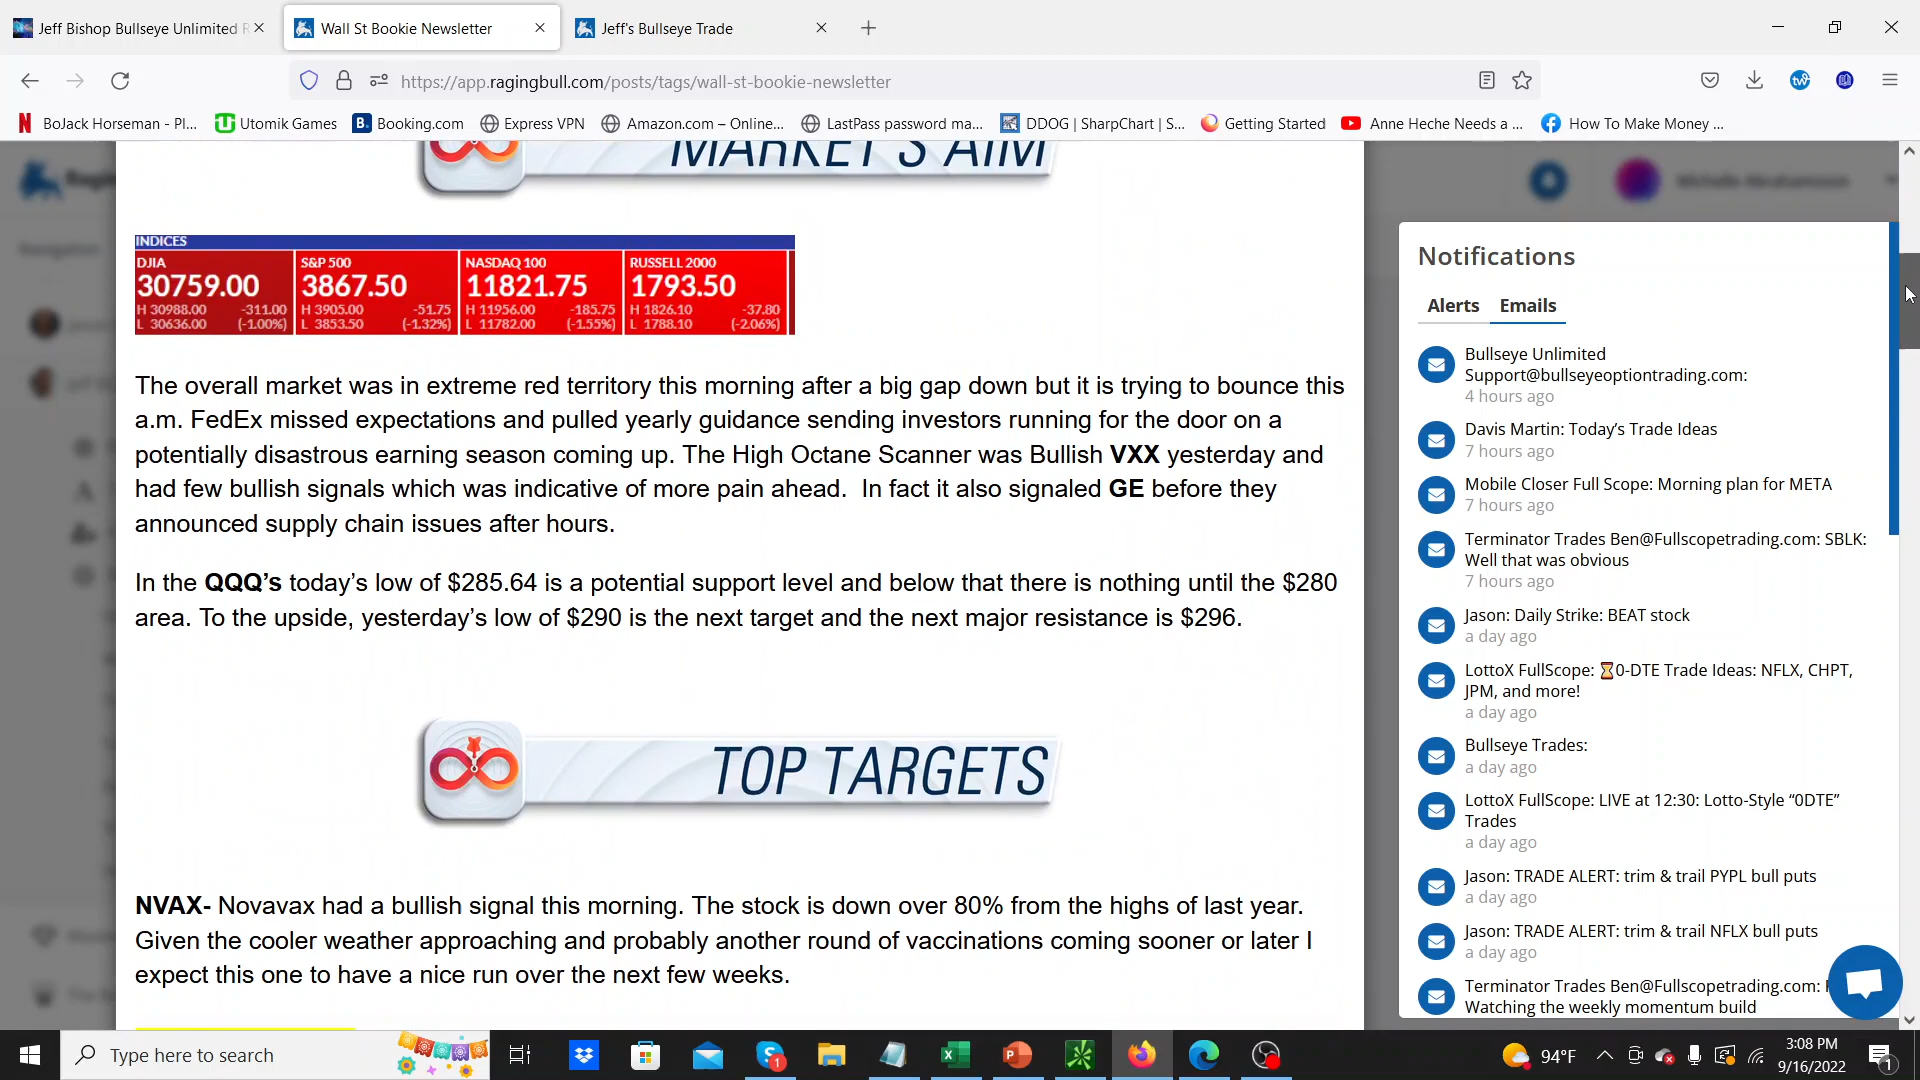 Jeff Bishop Bullseye Unlimited R
Wall St Bookie Newsletter
Jeff's Bullseye Trade
https://app.ragingbull.com/posts/tags/wall-st-bookie-newsletter
BoJack Horseman - Pl...
Utomik Games
Booking.com
Express VPN
Amazon.com – Online...
LastPass password ma...
DDOG | SharpChart | S...
Getting Started
Anne Heche Needs a ...
How To Make Money ...
MARKET'S AIM
INDICES
DJIA
30759.00
H 30988.00 -311.00
L 30636.00 (-1.00%)
S&P 500
3867.50
H 3905.00 -51.75
L 3853.50 (-1.32%)
NASDAQ 100
11821.75
H 11956.00 -185.75
L 11782.00 (-1.55%)
RUSSELL 2000
1793.50
H 1826.10 -37.80
L 1788.10 (-2.06%)
The overall market was in extreme red territory this morning after a big gap down but it is trying to bounce this
a.m. FedEx missed expectations and pulled yearly guidance sending investors running for the door on a
potentially disastrous earning season coming up. The High Octane Scanner was Bullish VXX yesterday and
had few bullish signals which was indicative of more pain ahead. In fact it also signaled GE before they
announced supply chain issues after hours.
In the QQQ's today's low of $285.64 is a potential support level and below that there is nothing until the $280
area. To the upside, yesterday's low of $290 is the next target and the next major resistance is $296.
TOP TARGETS
NVAX- Novavax had a bullish signal this morning. The stock is down over 80% from the highs of last year.
Given the cooler weather approaching and probably another round of vaccinations coming sooner or later I
expect this one to have a nice run over the next few weeks.
Notifications
Alerts Emails
Bullseye Unlimited
Support@bullseyeoptiontrading.com:
4 hours ago
Davis Martin: Today's Trade Ideas
7 hours ago
Mobile Closer Full Scope: Morning plan for META
7 hours ago
Terminator Trades Ben@Fullscopetrading.com: SBLK:
Well that was obvious
7 hours ago
Jason: Daily Strike: BEAT stock
a day ago
LottoX FullScope: ⏳0-DTE Trade Ideas: NFLX, CHPT,
JPM, and more!
a day ago
Bullseye Trades:
a day ago
LottoX FullScope: LIVE at 12:30: Lotto-Style “0DTE”
Trades
a day ago
Jason: TRADE ALERT: trim & trail PYPL bull puts
a day ago
Jason: TRADE ALERT: trim & trail NFLX bull puts
a day ago
Terminator Trades Ben@Fullscopetrading.com:
Watching the weekly momentum build
Type here to search
94°F
3:08 PM
9/16/2022
1
1